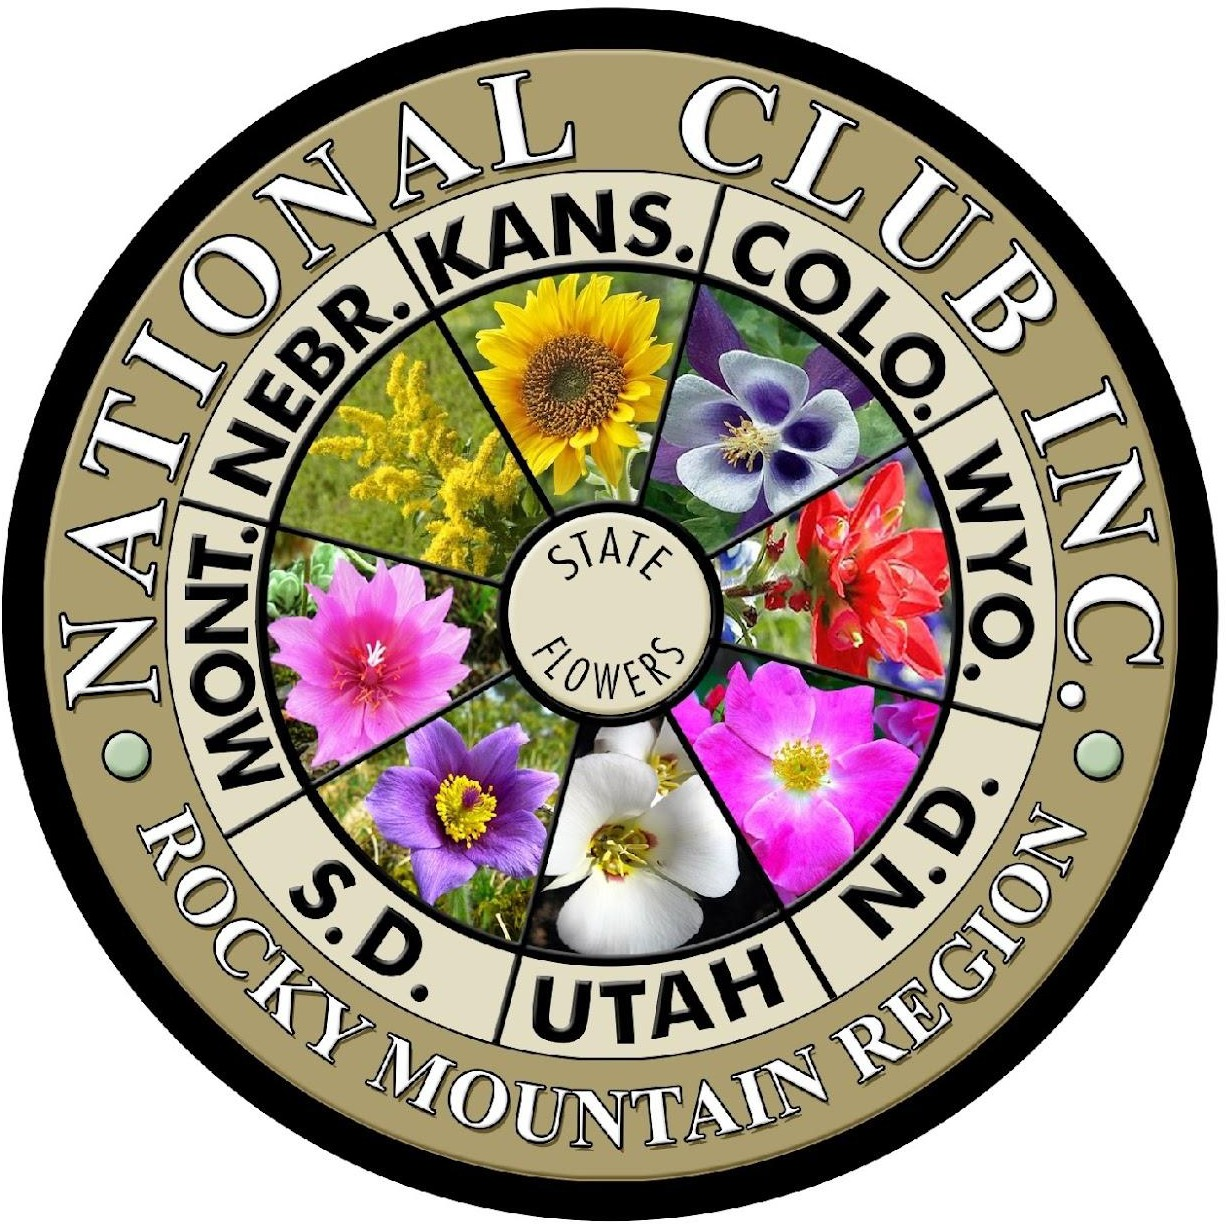 NATIONAL CLUB INC.
KANS.
COLO.
WYO.
N.D.
UTAH
S.D.
MONT.
NEBR.
STATE
FLOWERS
ROCKY MOUNTAIN REGION